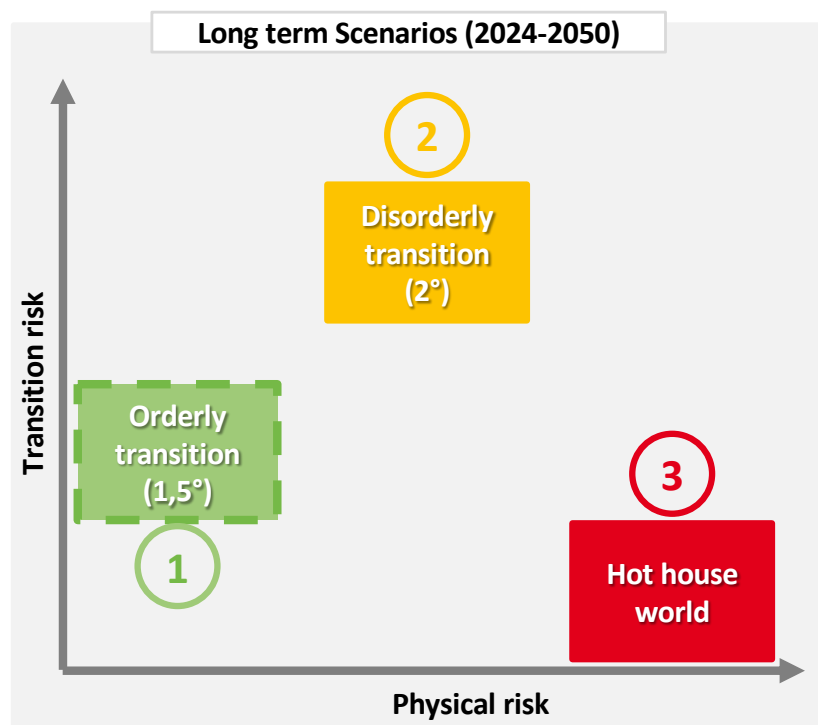 Long term Scenarios (2024-2050)
2
Disorderly
transition
(2°)
Transition risk
Orderly
transition
(1,5°)
1
3
Hot house
world
Physical risk